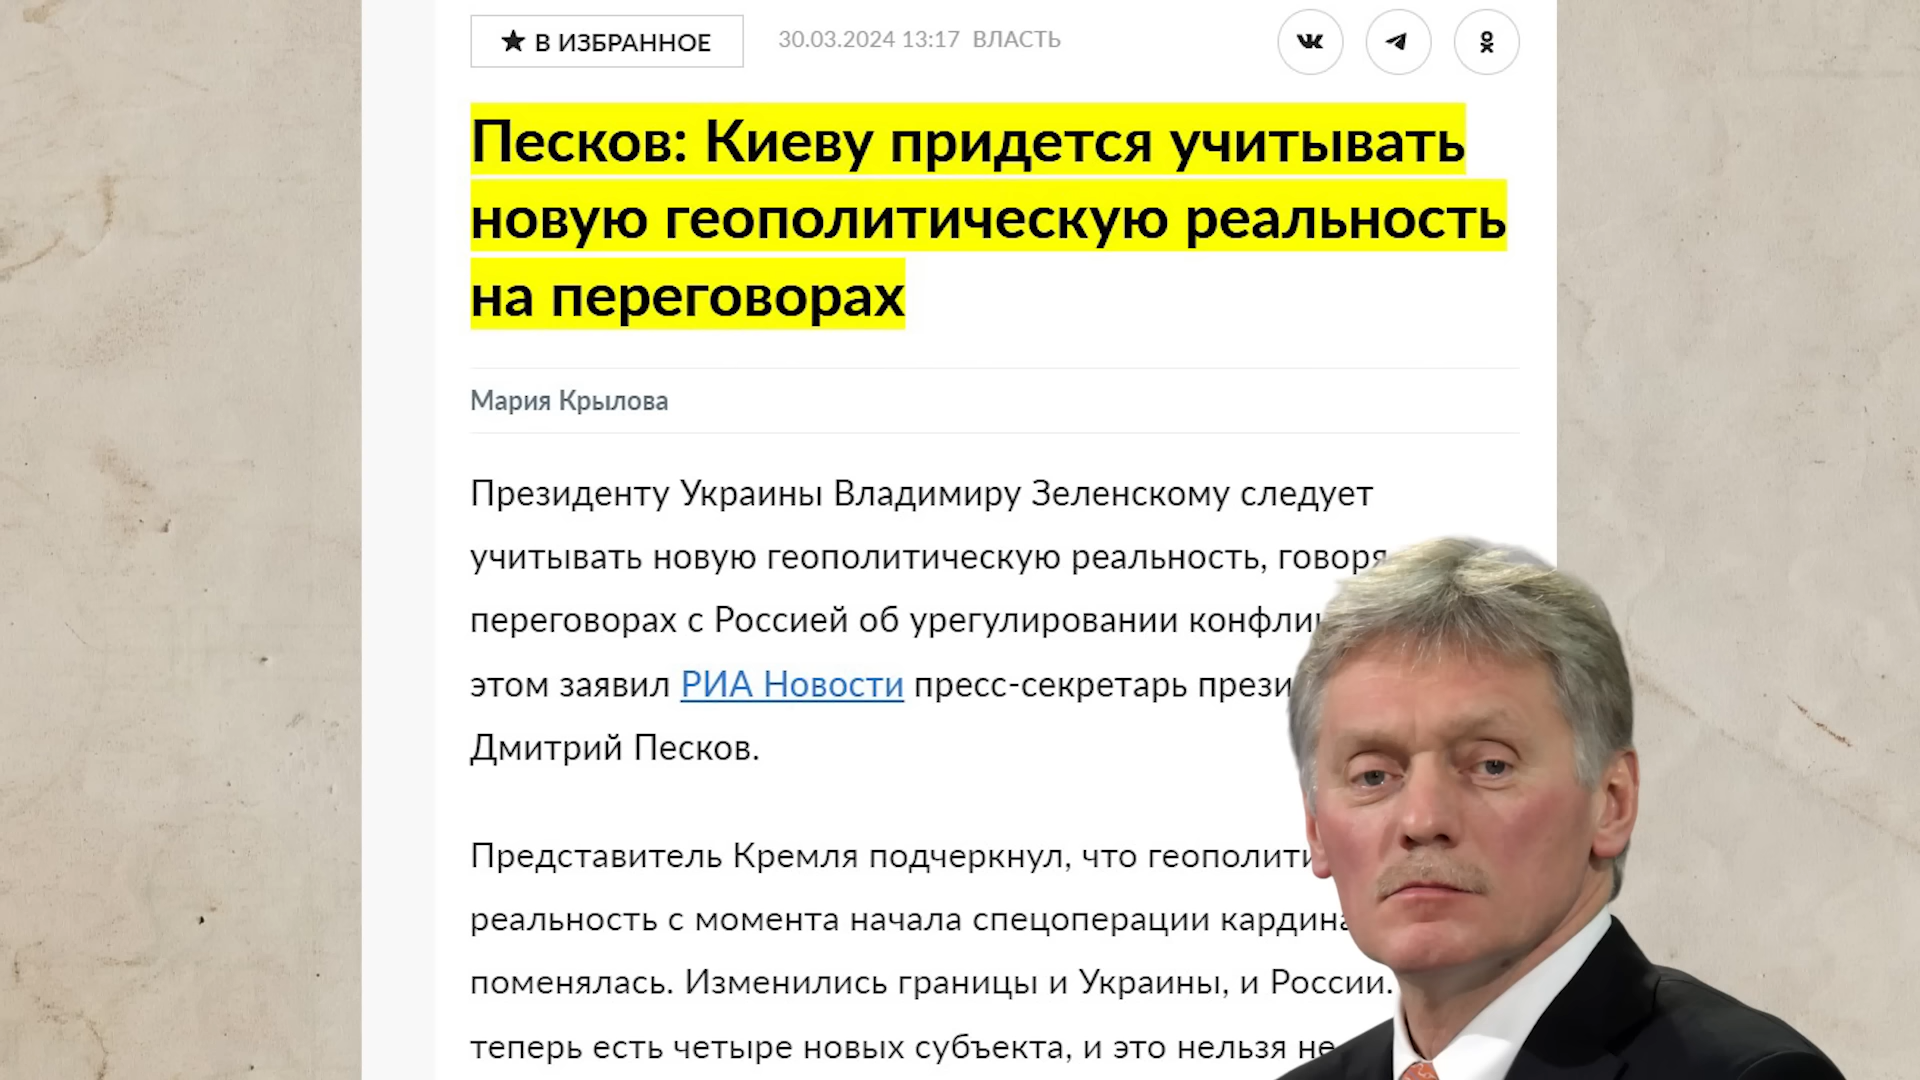 ★ В ИЗБРАННОЕ 30.03.2024 13:17 ВЛАСТЬ
Песков: Киеву придется учитывать
новую геополитическую реальность
на переговорах
Мария Крылова
Президенту Украины Владимиру Зеленскому следует
учитывать новую геополитическую реальность, говоря
переговорах с Россией об урегулировании
этом заявил РИА Новости пресс-секретарь
Дмитрий Песков.
Представитель Кремля подчеркнул, что
реальность с момента начала спецоперации
поменялась. Изменились границы и Украины, и России.
теперь есть четыре новых субъекта, и это нельзя не